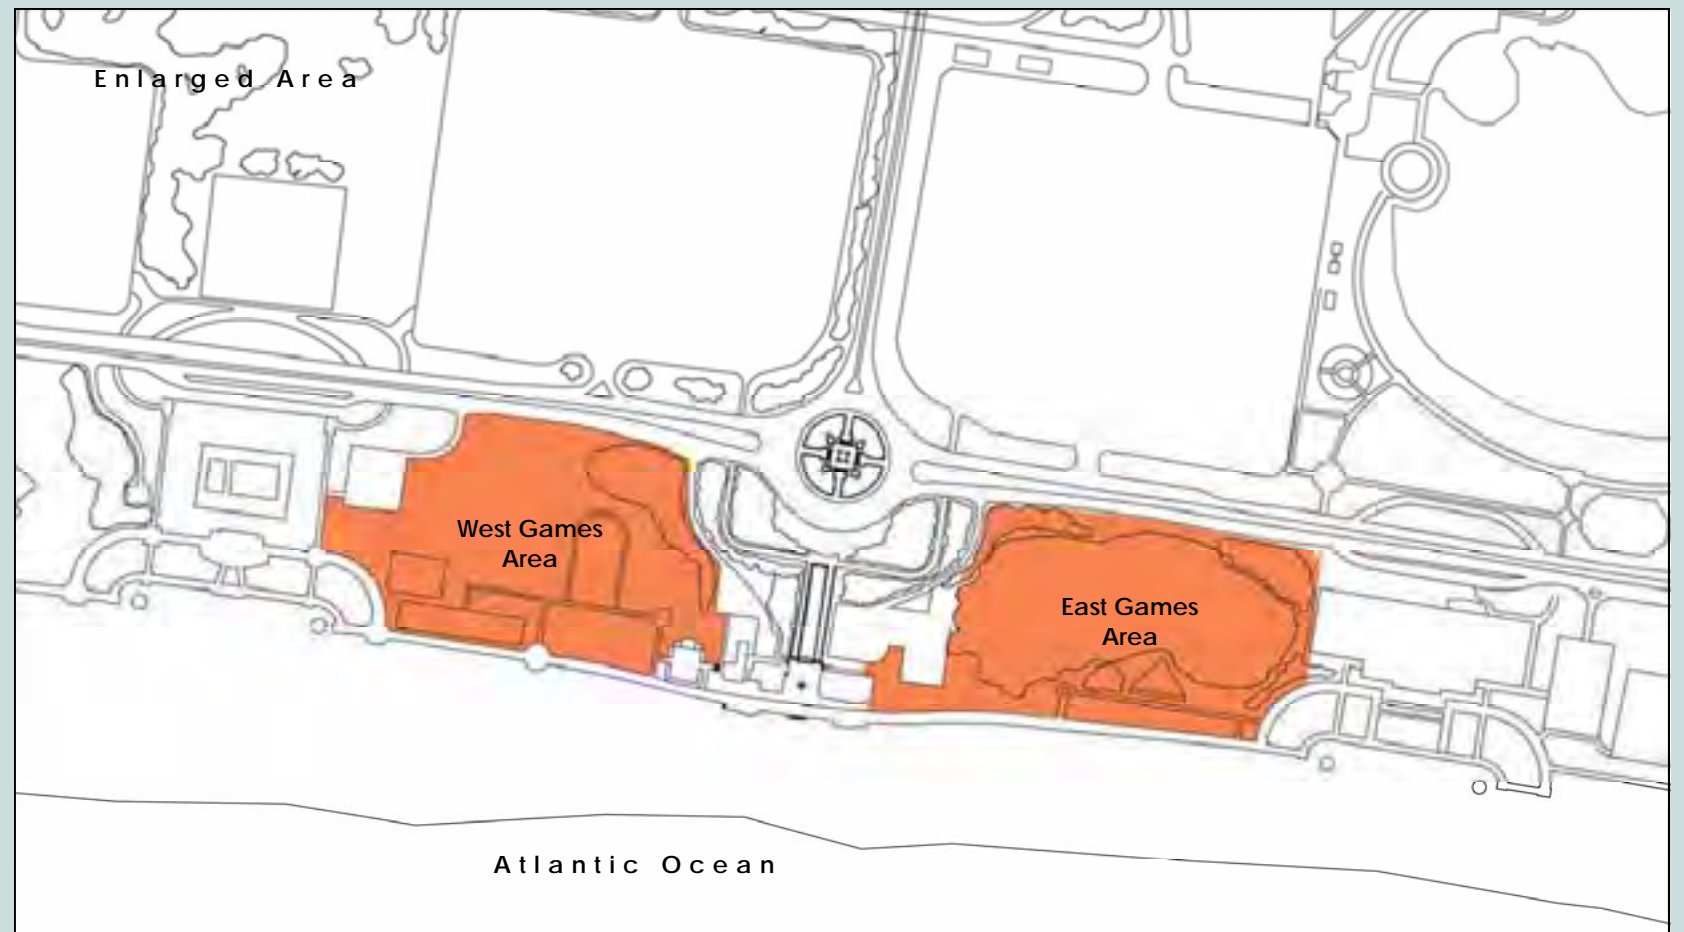 Enlarged Area
West Games
Area
East Games
Area
Atlantic Ocean